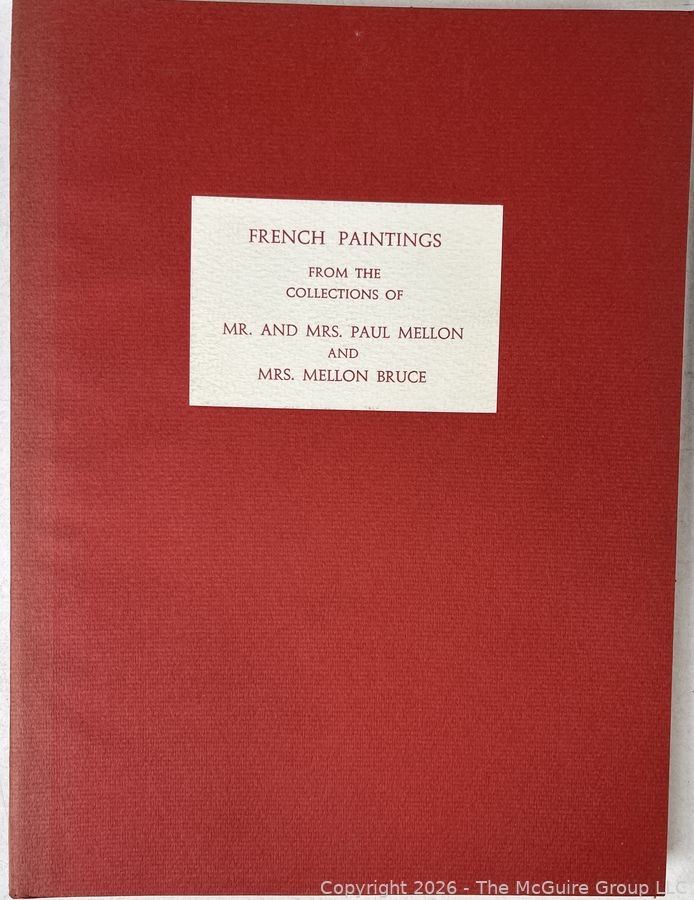 FRENCH PAINTINGS
FROM THE
COLLECTIONS OF
MR. AND MRS. PAUL MELLON
AND
MRS. MELLON BRUCE
Copyright 2026 - The McGuire Group LLC